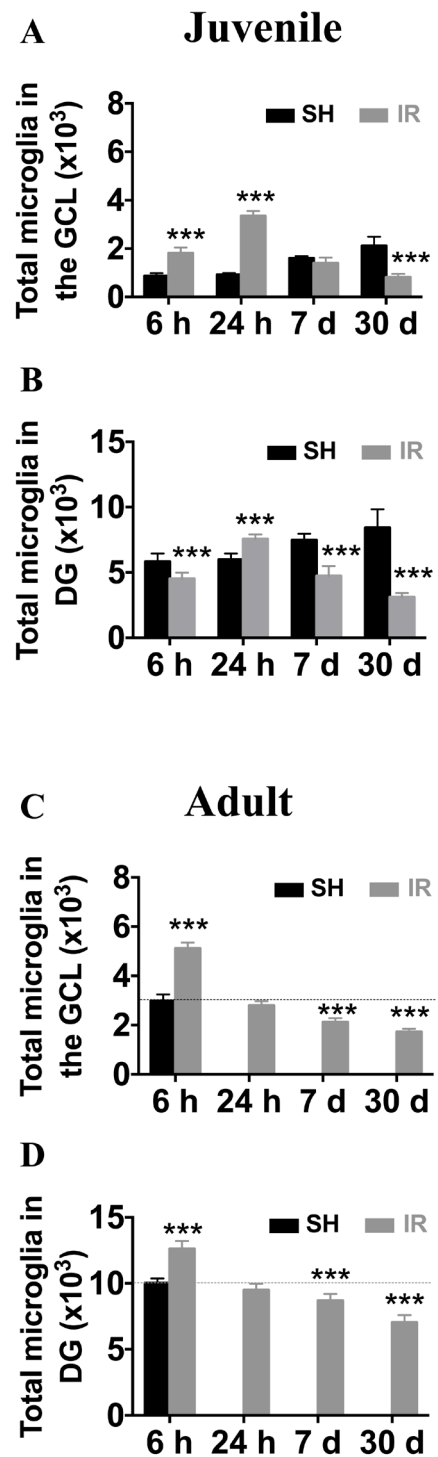 A Juvenile
Total microglia in
the GCL (x10³)
8
6
4
2
0
SH IR
***
***
***
6 h 24 h 7 d 30 d
B
Total microglia in
DG (x10³)
15
10
5
0
SH IR
***
***
***
***
6 h 24 h 7 d 30 d
C Adult
Total microglia in
the GCL (x10³)
8
6
4
2
0
SH IR
***
***
***
6 h 24 h 7 d 30 d
D
Total microglia in
DG (x10³)
15
10
5
0
SH IR
***
***
***
6 h 24 h 7 d 30 d